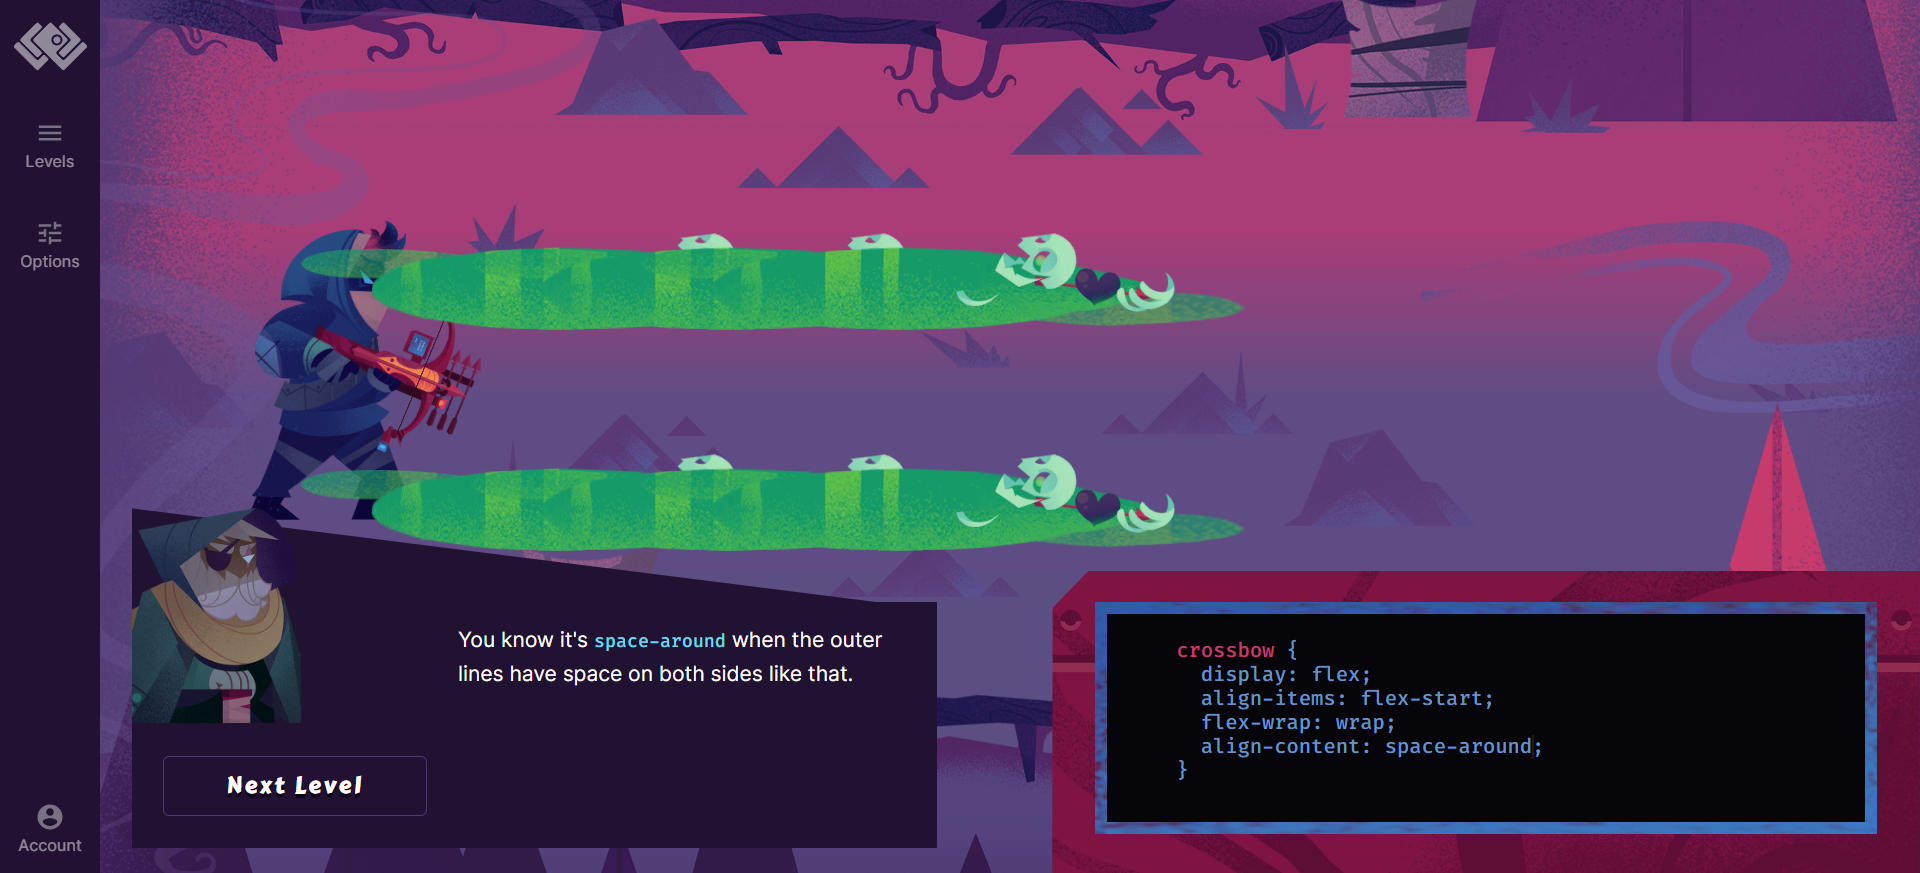 Levels
Options
You know it's space-around when the outer
lines have space on both sides like that.
Next Level
crossbow {
  display: flex;
  align-items: flex-start;
  flex-wrap: wrap;
  align-content: space-around;
}
Account